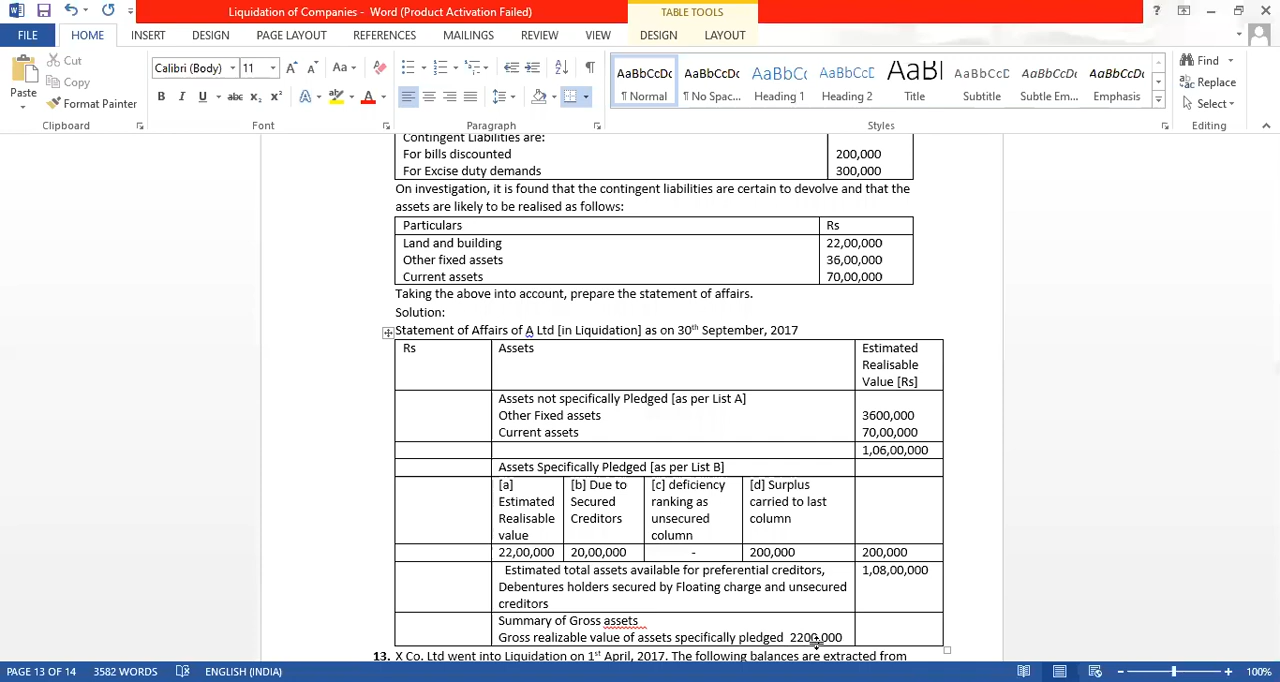 Liquidation of Companies - Word (Product Activation Failed)
TABLE TOOLS
FILE HOME INSERT DESIGN PAGE LAYOUT REFERENCES MAILINGS REVIEW VIEW DESIGN LAYOUT
Paste
Cut
Copy
Format Painter
Clipboard
Calibri (Body) 11
Font
Paragraph
AaBbCcDc AaBbCcDc AaBbCc AaBbCc AaBl AaBbCcD AaBbCcDc AaBbCcDc
¶ Normal ¶ No Spac... Heading 1 Heading 2 Title Subtitle Subtle Em... Emphasis
Styles
Find
Replace
Select
Editing
Contingent Liabilities are:
For bills discounted 200,000
For Excise duty demands 300,000
On investigation, it is found that the contingent liabilities are certain to devolve and that the
assets are likely to be realised as follows:
Particulars Rs
Land and building 22,00,000
Other fixed assets 36,00,000
Current assets 70,00,000
Taking the above into account, prepare the statement of affairs.
Solution:
Statement of Affairs of A Ltd [in Liquidation] as on 30th September, 2017
Rs Assets Estimated
Realisable
Value [Rs]
Assets not specifically Pledged [as per List A]
Other Fixed assets 3600,000
Current assets 70,00,000
1,06,00,000
Assets Specifically Pledged [as per List B]
[a] [b] Due to [c] deficiency [d] Surplus
Estimated Secured ranking as carried to last
Realisable Creditors unsecured column
value column
22,00,000 20,00,000 - 200,000 200,000
Estimated total assets available for preferential creditors, 1,08,00,000
Debentures holders secured by Floating charge and unsecured
creditors
Summary of Gross assets
Gross realizable value of assets specifically pledged 2200,000
13. X Co. Ltd went into Liquidation on 1st April, 2017. The following balances are extracted from
PAGE 13 OF 14 3582 WORDS ENGLISH (INDIA) 100%